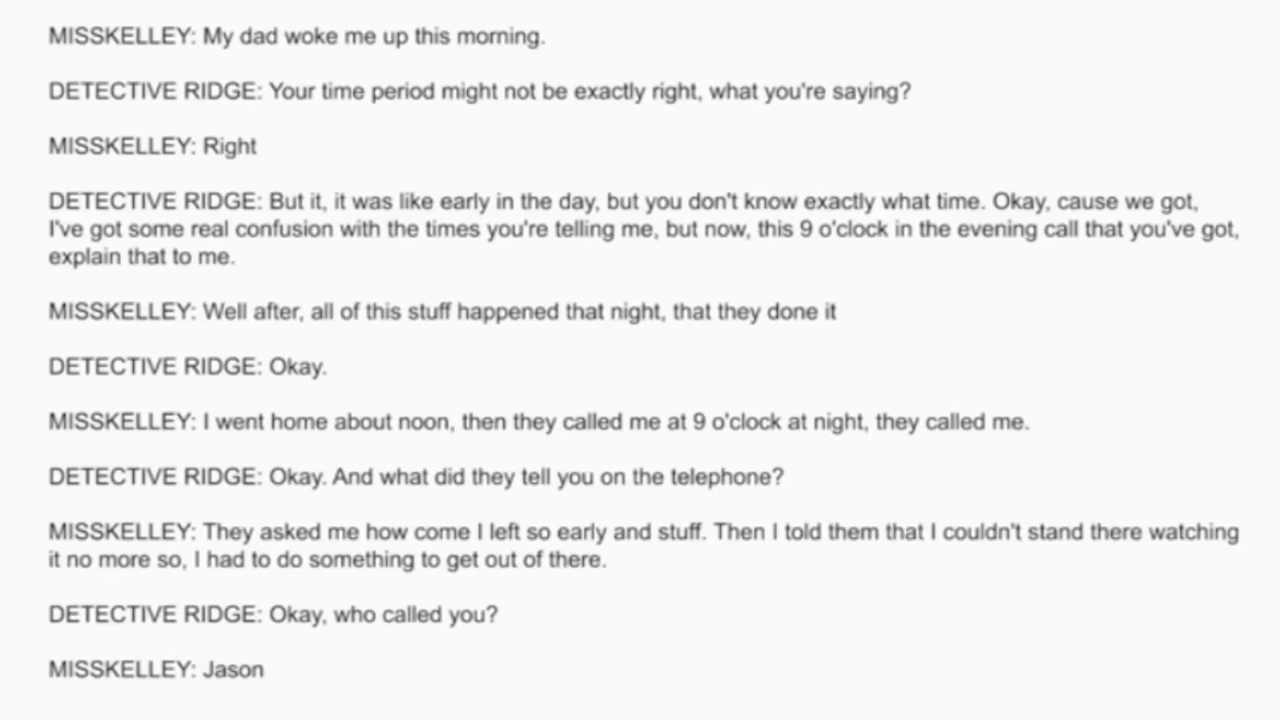 MISSKELLEY: My dad woke me up this morning.
DETECTIVE RIDGE: Your time period might not be exactly right, what you're saying?
MISSKELLEY: Right
DETECTIVE RIDGE: But it, it was like early in the day, but you don't know exactly what time. Okay, cause we got,
I've got some real confusion with the times you're telling me, but now, this 9 o'clock in the evening call that you've got,
explain that to me.
MISSKELLEY: Well after, all of this stuff happened that night, that they done it
DETECTIVE RIDGE: Okay.
MISSKELLEY: I went home about noon, then they called me at 9 o'clock at night, they called me.
DETECTIVE RIDGE: Okay. And what did they tell you on the telephone?
MISSKELLEY: They asked me how come I left so early and stuff. Then I told them that I couldn't stand there watching
it no more so, I had to do something to get out of there.
DETECTIVE RIDGE: Okay, who called you?
MISSKELLEY: Jason